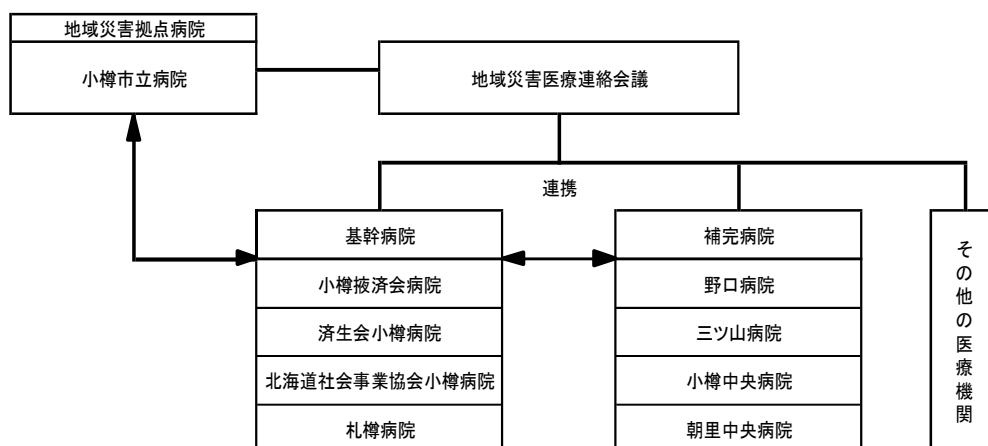 地域災害拠点病院
小樽市立病院
地域災害医療連絡会議
連携
基幹病院
小樽掖済会病院
済生会小樽病院
北海道社会事業協会小樽病院
札樽病院
補完病院
野口病院
三ツ山病院
小樽中央病院
朝里中央病院
その他の医療機関